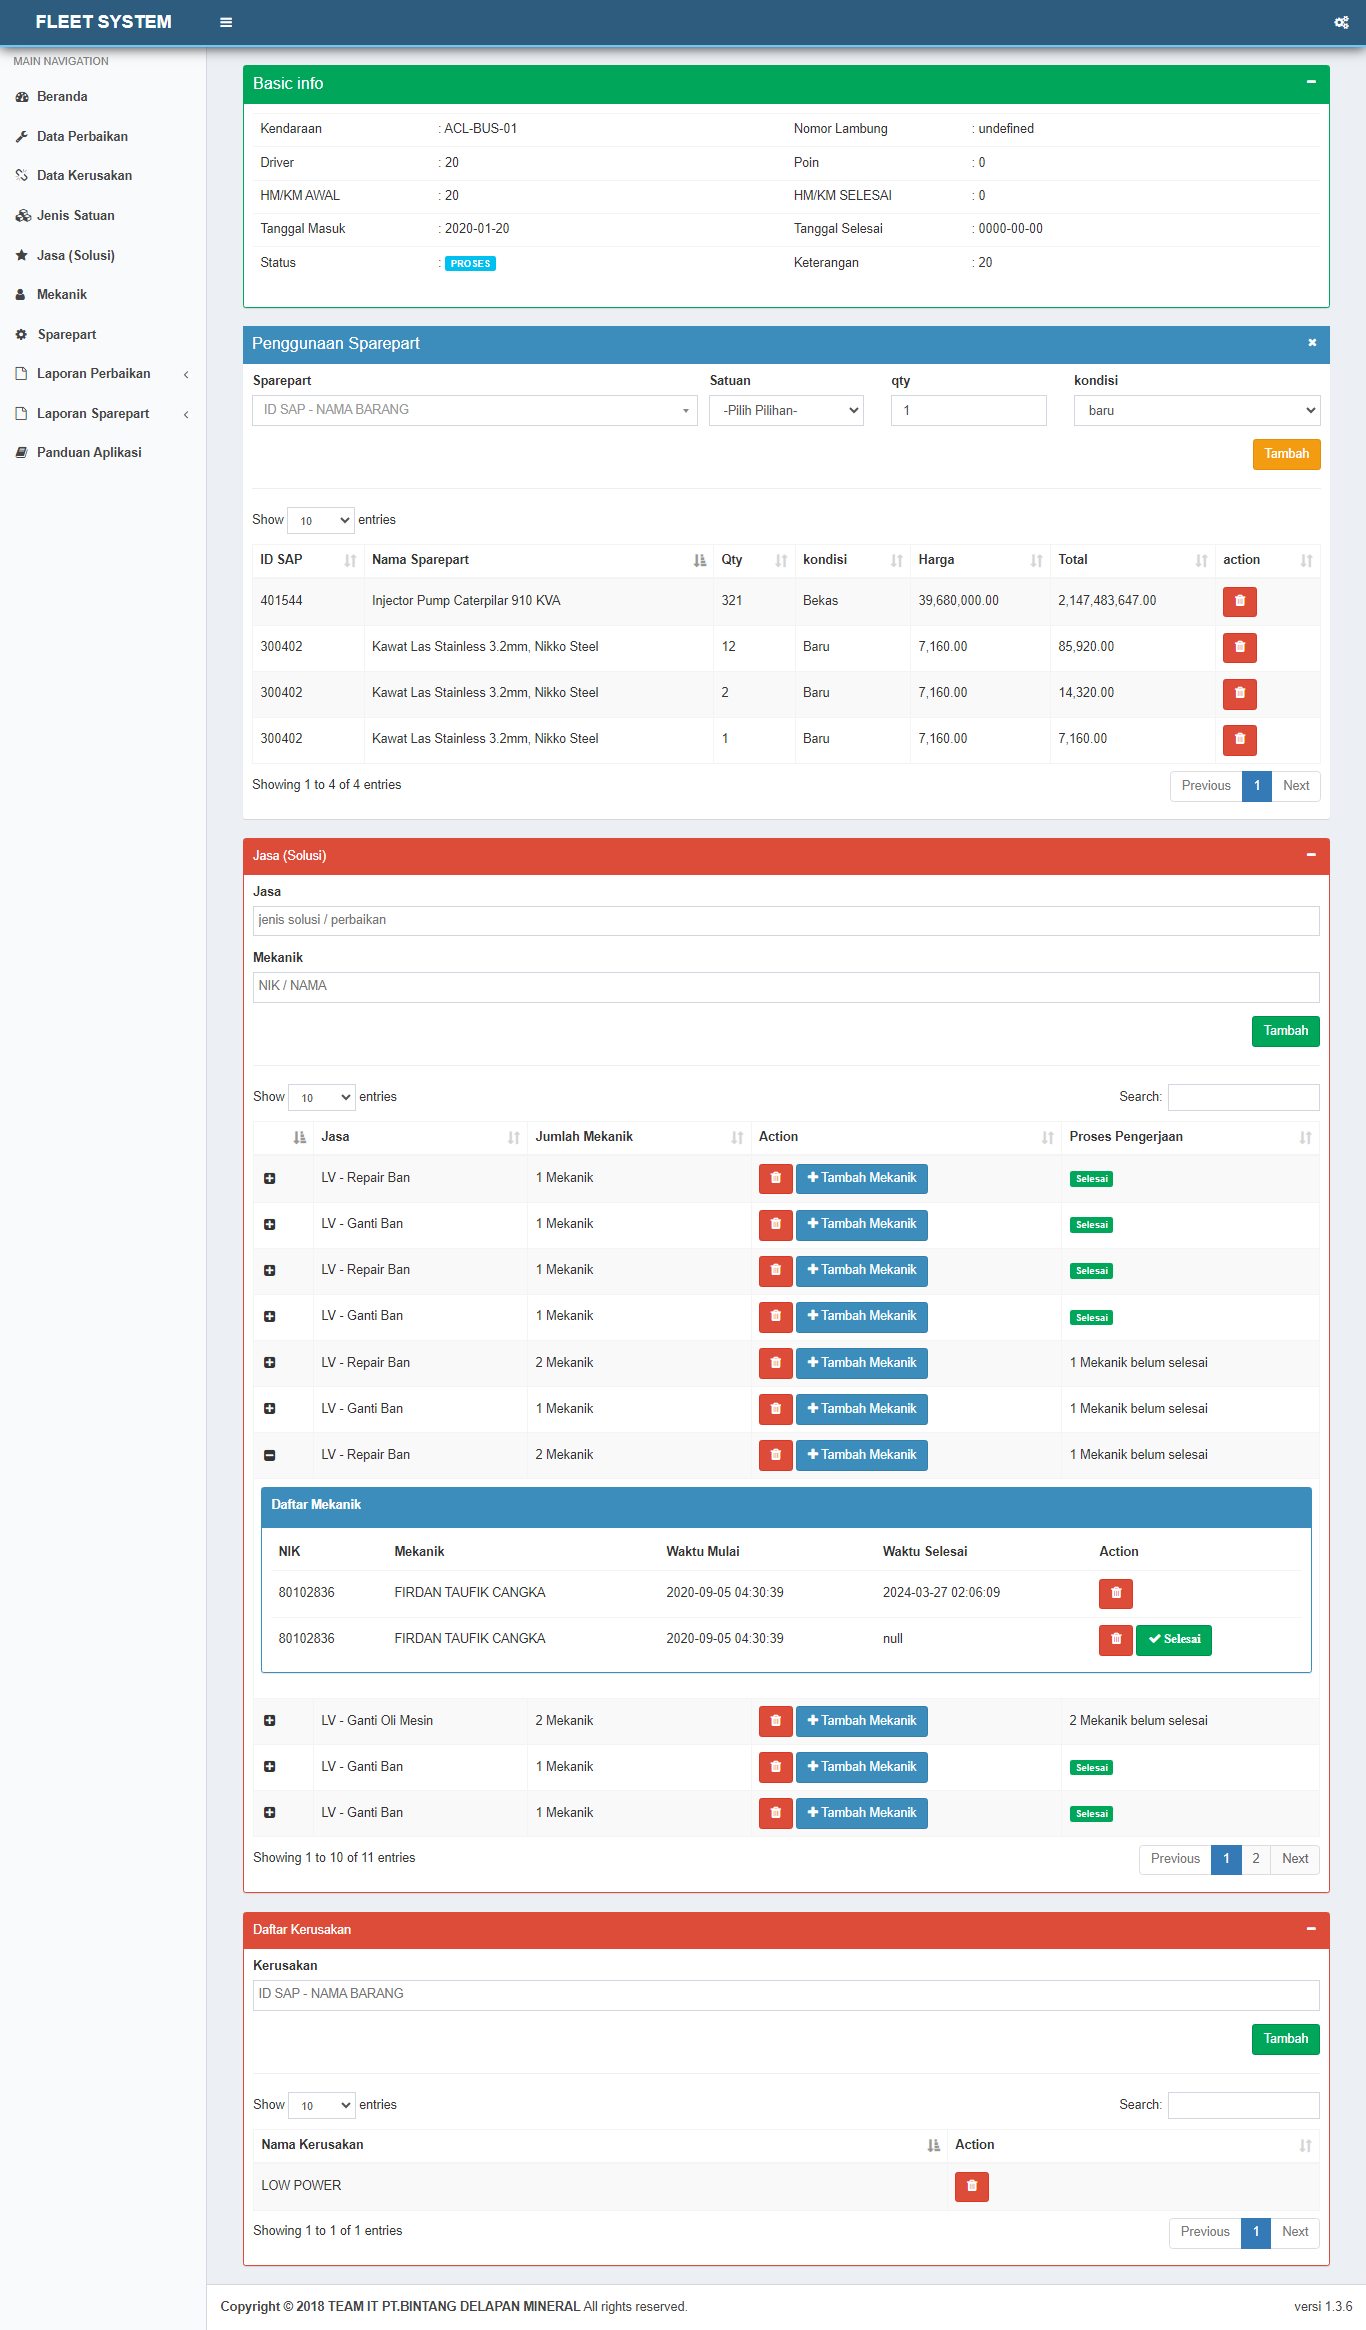 FLEET SYSTEM
MAIN NAVIGATION
Beranda
Data Perbaikan
Data Kerusakan
Jenis Satuan
Jasa (Solusi)
Mekanik
Sparepart
Laporan Perbaikan
Laporan Sparepart
Panduan Aplikasi
Basic info
Kendaraan : ACL-BUS-01 Nomor Lambung : undefined
Driver : 20 Poin : 0
HM/KM AWAL : 20 HM/KM SELESAI : 0
Tanggal Masuk : 2020-01-20 Tanggal Selesai : 0000-00-00
Status : PROSES Keterangan : 20
Penggunaan Sparepart
Sparepart Satuan qty kondisi
ID SAP - NAMA BARANG -Pilih Pilihan- 1 baru
Tambah
Show 10 entries
ID SAP Nama Sparepart Qty kondisi Harga Total action
401544 Injector Pump Caterpilar 910 KVA 321 Bekas 39,680,000.00 2,147,483,647.00
300402 Kawat Las Stainless 3.2mm, Nikko Steel 12 Baru 7,160.00 85,920.00
300402 Kawat Las Stainless 3.2mm, Nikko Steel 2 Baru 7,160.00 14,320.00
300402 Kawat Las Stainless 3.2mm, Nikko Steel 1 Baru 7,160.00 7,160.00
Showing 1 to 4 of 4 entries Previous 1 Next
Jasa (Solusi)
Jasa
jenis solusi / perbaikan
Mekanik
NIK / NAMA
Tambah
Show 10 entries Search:
Jasa Jumlah Mekanik Action Proses Pengerjaan
LV - Repair Ban 1 Mekanik Tambah Mekanik Selesai
LV - Ganti Ban 1 Mekanik Tambah Mekanik Selesai
LV - Repair Ban 1 Mekanik Tambah Mekanik Selesai
LV - Ganti Ban 1 Mekanik Tambah Mekanik Selesai
LV - Repair Ban 2 Mekanik Tambah Mekanik 1 Mekanik belum selesai
LV - Ganti Ban 1 Mekanik Tambah Mekanik 1 Mekanik belum selesai
LV - Repair Ban 2 Mekanik Tambah Mekanik 1 Mekanik belum selesai
Daftar Mekanik
NIK Mekanik Waktu Mulai Waktu Selesai Action
80102836 FIRDAN TAUFIK CANGKA 2020-09-05 04:30:39 2024-03-27 02:06:09
80102836 FIRDAN TAUFIK CANGKA 2020-09-05 04:30:39 null Selesai
LV - Ganti Oli Mesin 2 Mekanik Tambah Mekanik 2 Mekanik belum selesai
LV - Ganti Ban 1 Mekanik Tambah Mekanik Selesai
LV - Ganti Ban 1 Mekanik Tambah Mekanik Selesai
Showing 1 to 10 of 11 entries Previous 1 2 Next
Daftar Kerusakan
Kerusakan
ID SAP - NAMA BARANG
Tambah
Show 10 entries Search:
Nama Kerusakan Action
LOW POWER
Showing 1 to 1 of 1 entries Previous 1 Next
Copyright © 2018 TEAM IT PT.BINTANG DELAPAN MINERAL All rights reserved. versi 1.3.6